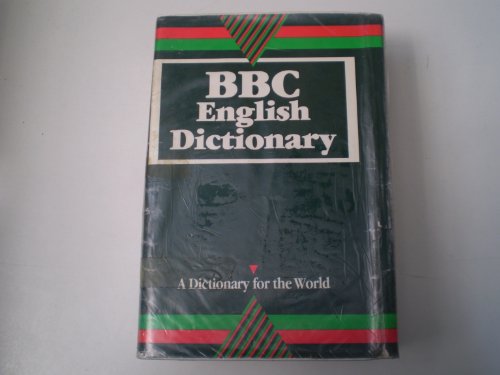 BBC
English
Dictionary
A Dictionary for the World